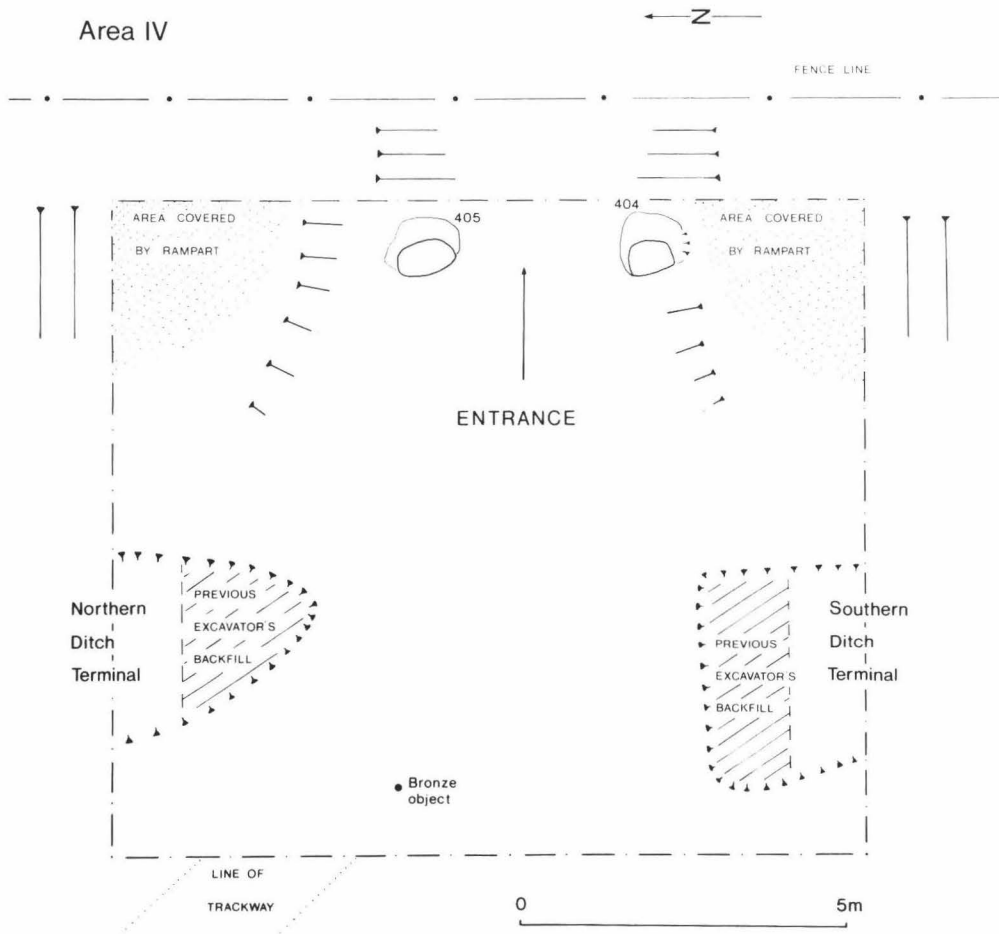 Area IV
N
FENCE LINE
405
404
AREA COVERED
BY RAMPART
AREA COVERED
BY RAMPART
ENTRANCE
Northern
Ditch
Terminal
PREVIOUS
EXCAVATOR'S
BACKFILL
PREVIOUS
EXCAVATOR'S
BACKFILL
Southern
Ditch
Terminal
Bronze
object
LINE OF
TRACKWAY
0 5m